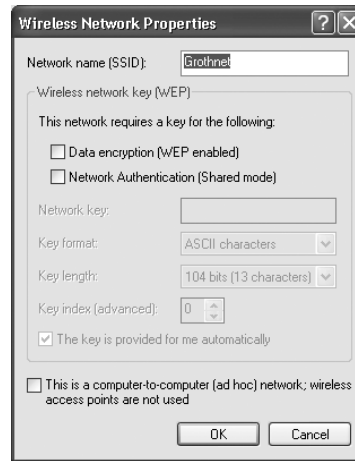 Wireless Network Properties
Network name (SSID):
Grothnet
Wireless network key (WEP)
This network requires a key for the following:
Data encryption (WEP enabled)
Network Authentication (Shared mode)
Network key:
Key format:
ASCII characters
Key length:
104 bits (13 characters)
Key index (advanced):
0
The key is provided for me automatically
This is a computer-to-computer (ad hoc) network; wireless
access points are not used
OK
Cancel